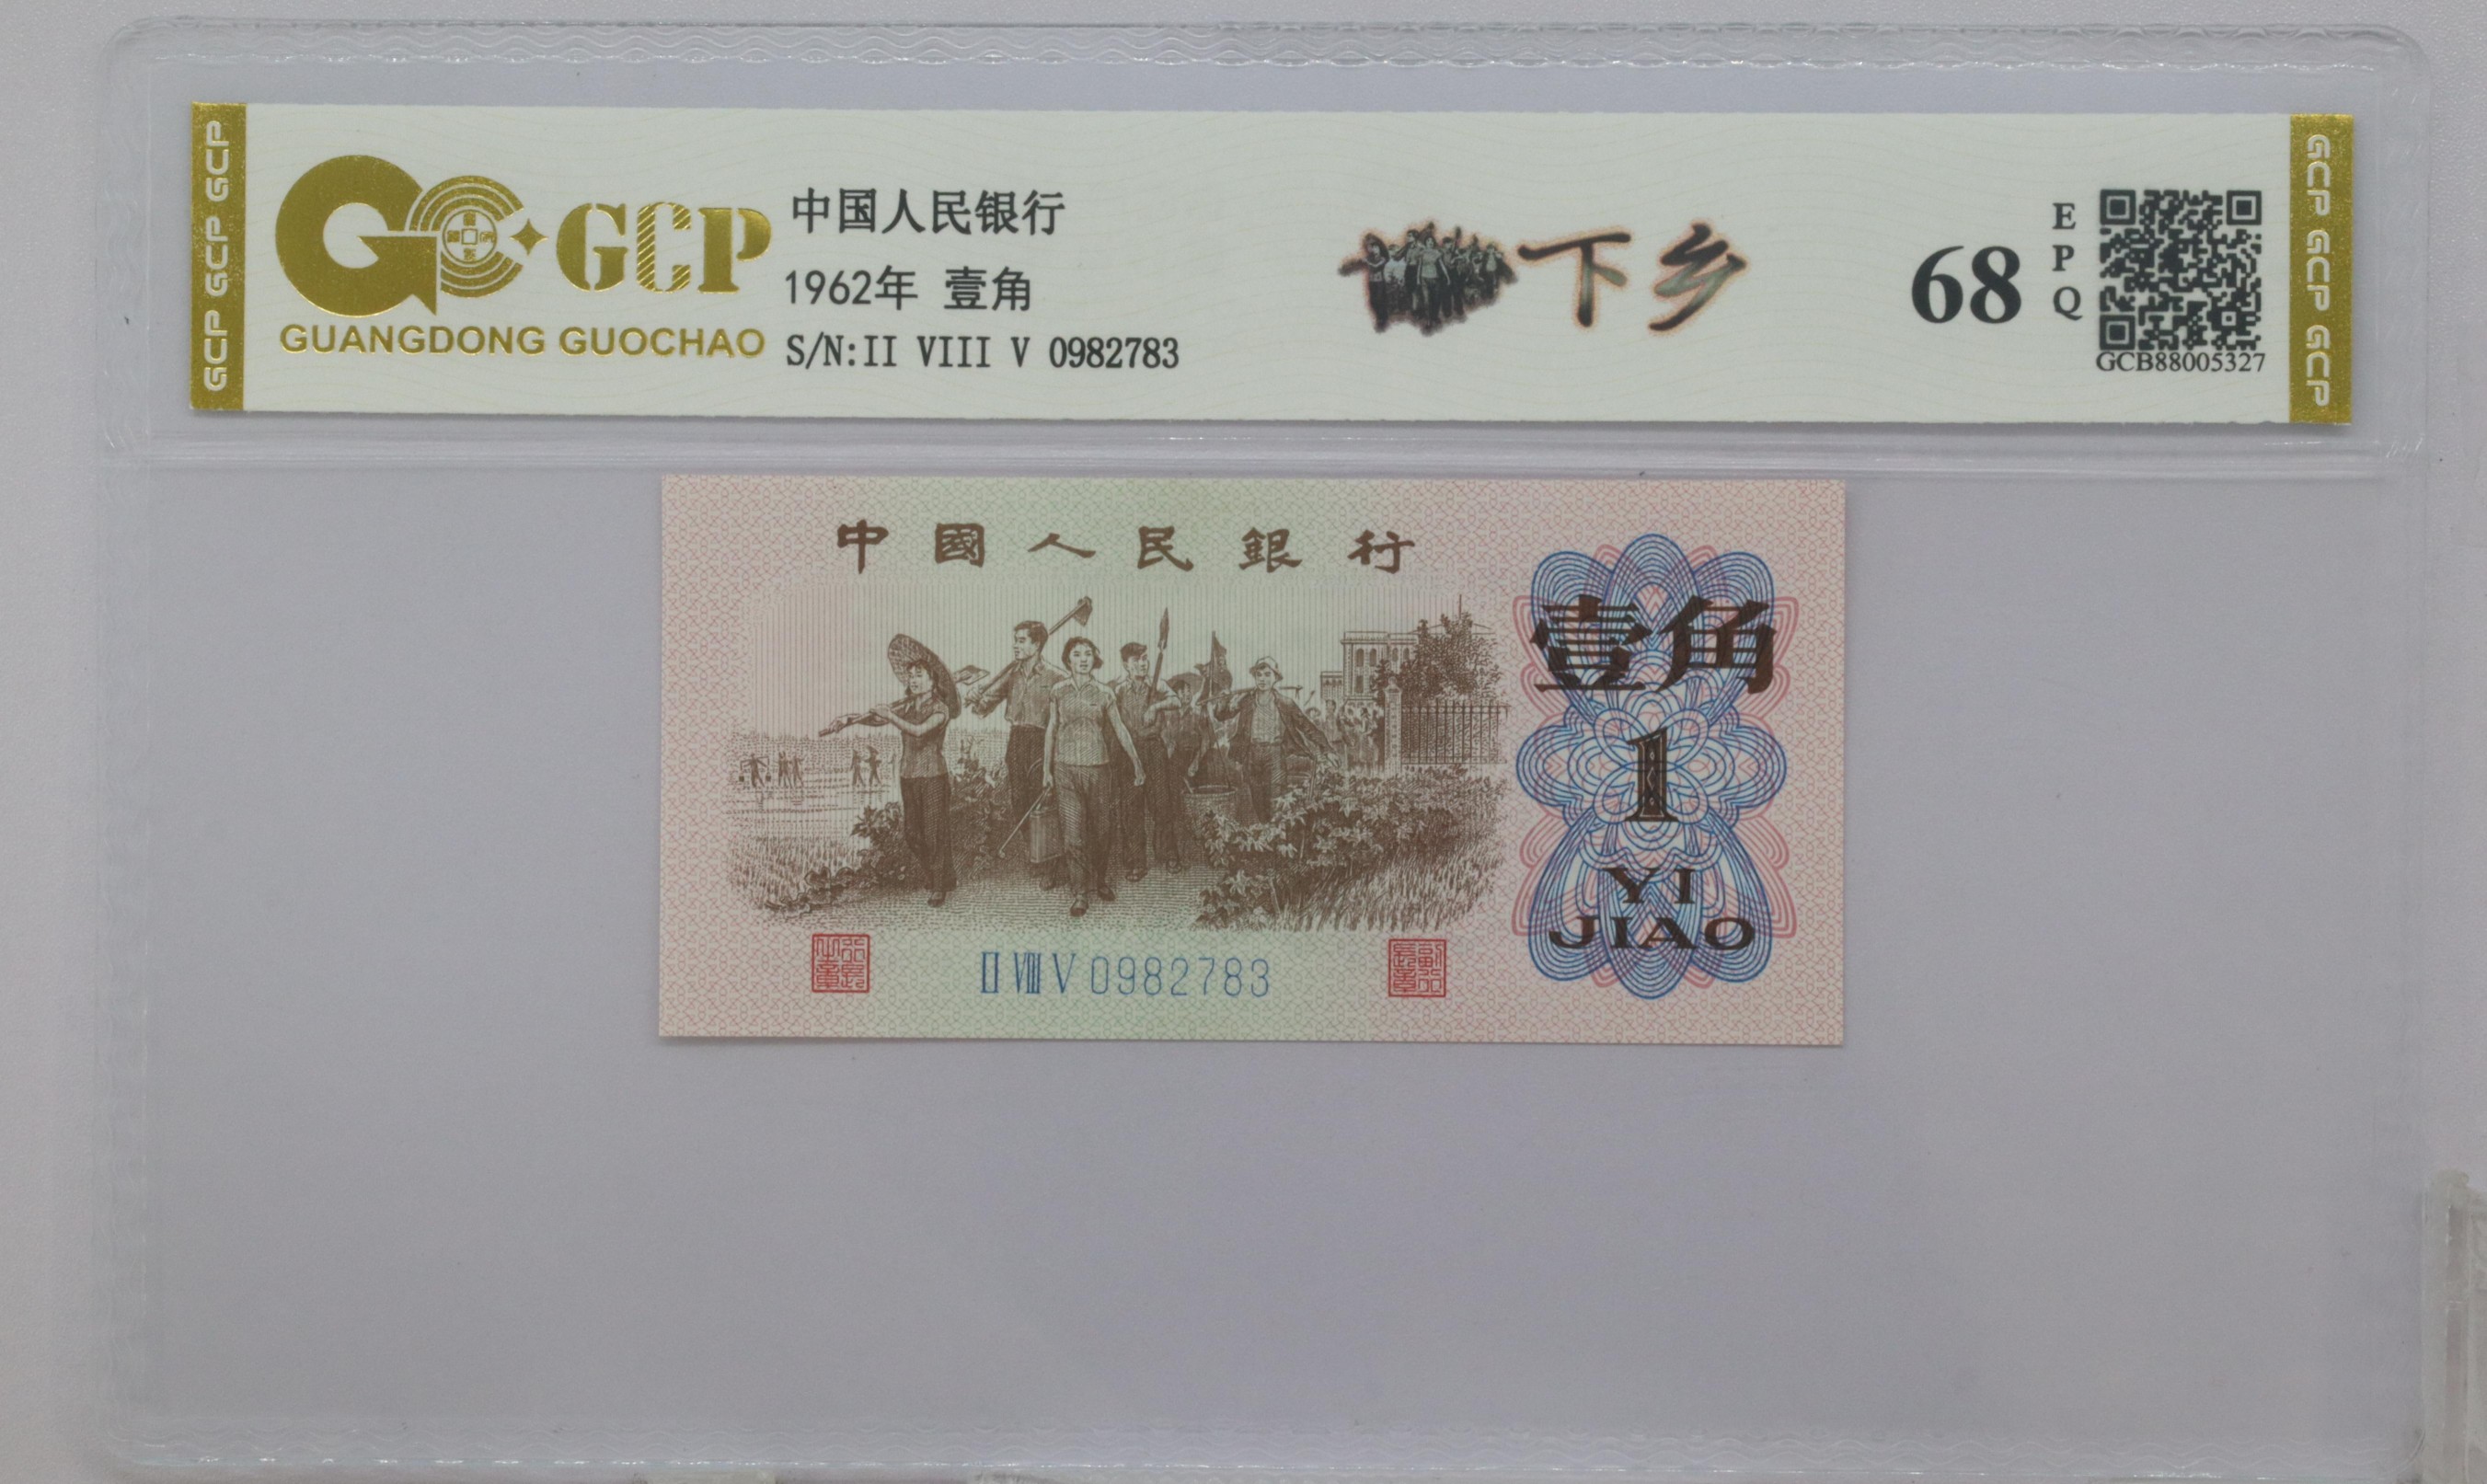 GCP GCP GCP
GCP
GUANGDONG GUOCHAO
中国人民银行
1962年 壹角
S/N:II VIII V 0982783
下乡
68
EPQ
GCB88005327
GCP GCP GCP
中國人民銀行
壹角
1
YI
JIAO
II VIII V 0982783